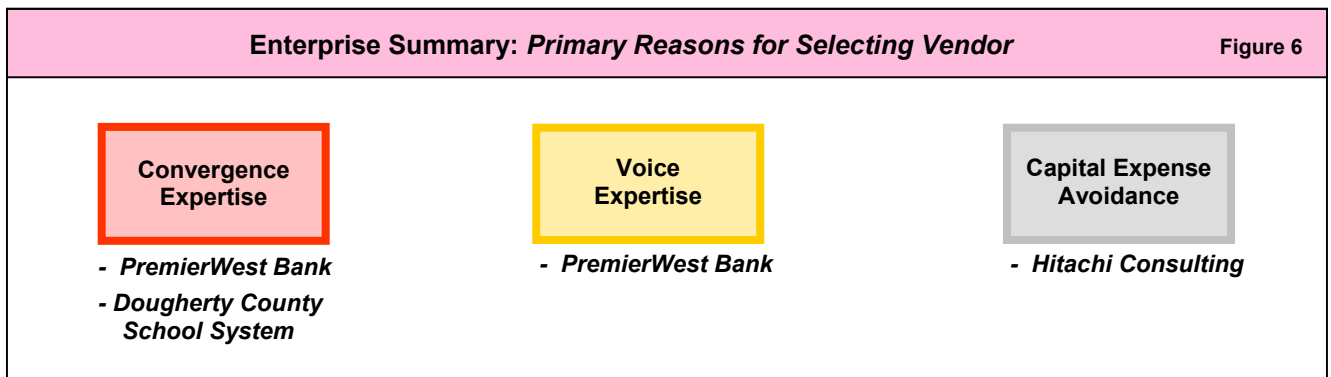 Enterprise Summary: Primary Reasons for Selecting Vendor
Figure 6
Convergence
Expertise
- PremierWest Bank
- Dougherty County
School System
Voice
Expertise
- PremierWest Bank
Capital Expense
Avoidance
- Hitachi Consulting